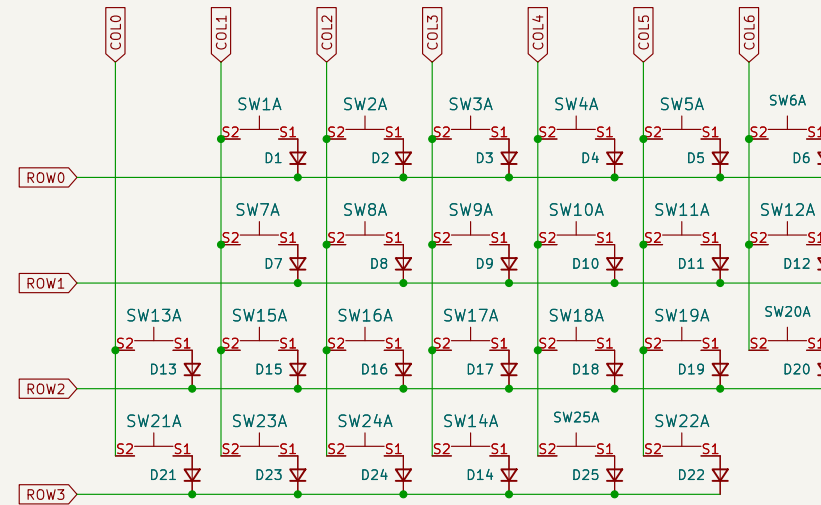 COL0 COL1 COL2 COL3 COL4 COL5 COL6
SW1A SW2A SW3A SW4A SW5A SW6A
S2 S1 S2 S1 S2 S1 S2 S1 S2 S1 S2 S1
D1 D2 D3 D4 D5 D6
ROW0
SW7A SW8A SW9A SW10A SW11A SW12A
S2 S1 S2 S1 S2 S1 S2 S1 S2 S1 S2 S1
D7 D8 D9 D10 D11 D12
ROW1
SW13A SW15A SW16A SW17A SW18A SW19A SW20A
S2 S1 S2 S1 S2 S1 S2 S1 S2 S1 S2 S1 S2 S1
D13 D15 D16 D17 D18 D19 D20
ROW2
SW21A SW23A SW24A SW14A SW25A SW22A
S2 S1 S2 S1 S2 S1 S2 S1 S2 S1 S2 S1
D21 D23 D24 D14 D25 D22
ROW3